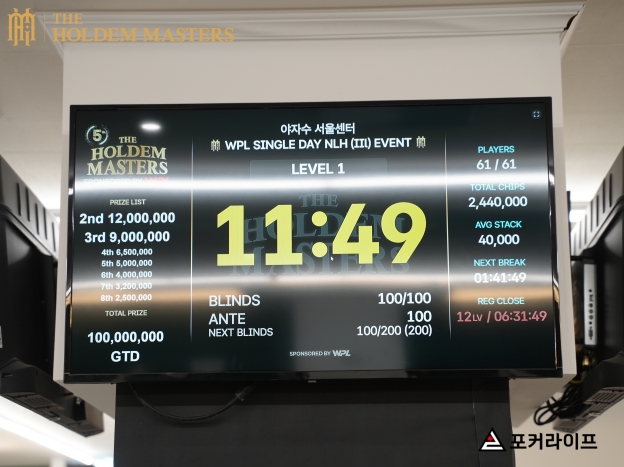 THE
HOLDEM MASTERS
야자수 서울센터
WPL SINGLE DAY NLH (III) EVENT
LEVEL 1
5th
THE
HOLDEM
MASTERS
PRIZE LIST
2nd 12,000,000
3rd 9,000,000
4th 6,500,000
5th 5,000,000
6th 4,000,000
7th 3,200,000
8th 2,500,000
TOTAL PRIZE
100,000,000
GTD
THE
HOLDEM
MASTERS
11:49
BLINDS 100/100
ANTE 100
NEXT BLINDS 100/200 (200)
SPONSORED BY WPL
PLAYERS
61 / 61
TOTAL CHIPS
2,440,000
AVG STACK
40,000
NEXT BREAK
01:41:49
REG CLOSE
12LV / 06:31:49
포커라이프